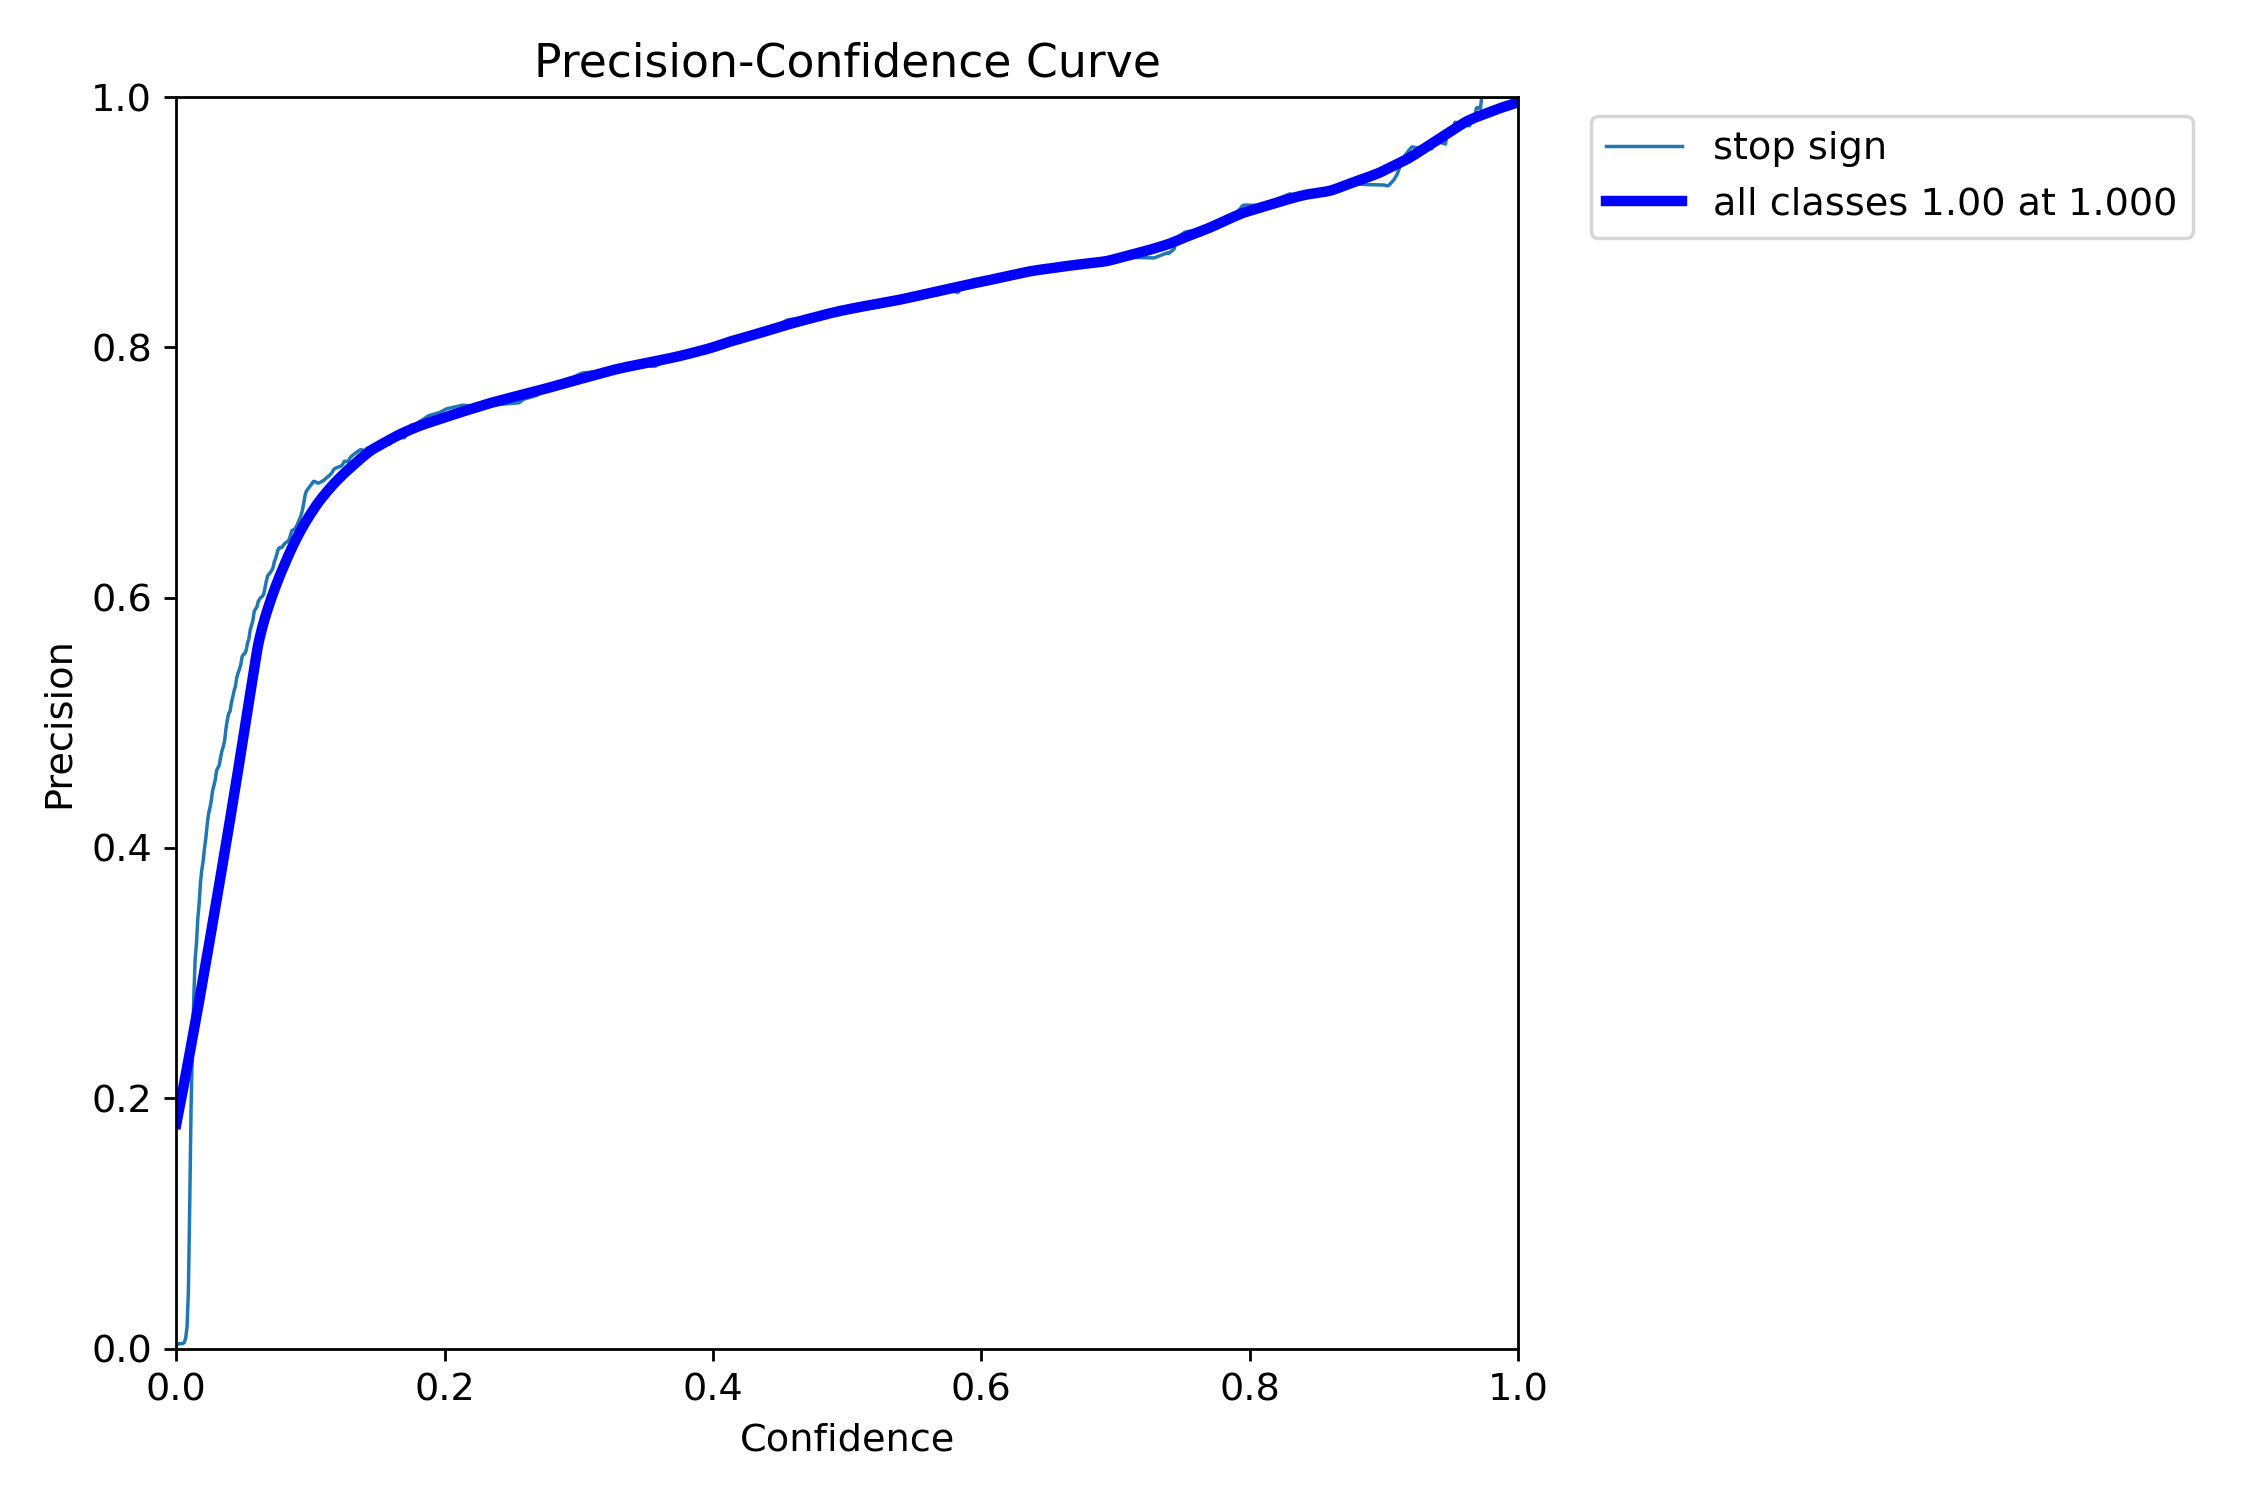 Precision-Confidence Curve
1.0
0.8
0.6
0.4
0.2
0.0
Precision
0.0 0.2 0.4 0.6 0.8 1.0
Confidence
stop sign
all classes 1.00 at 1.000